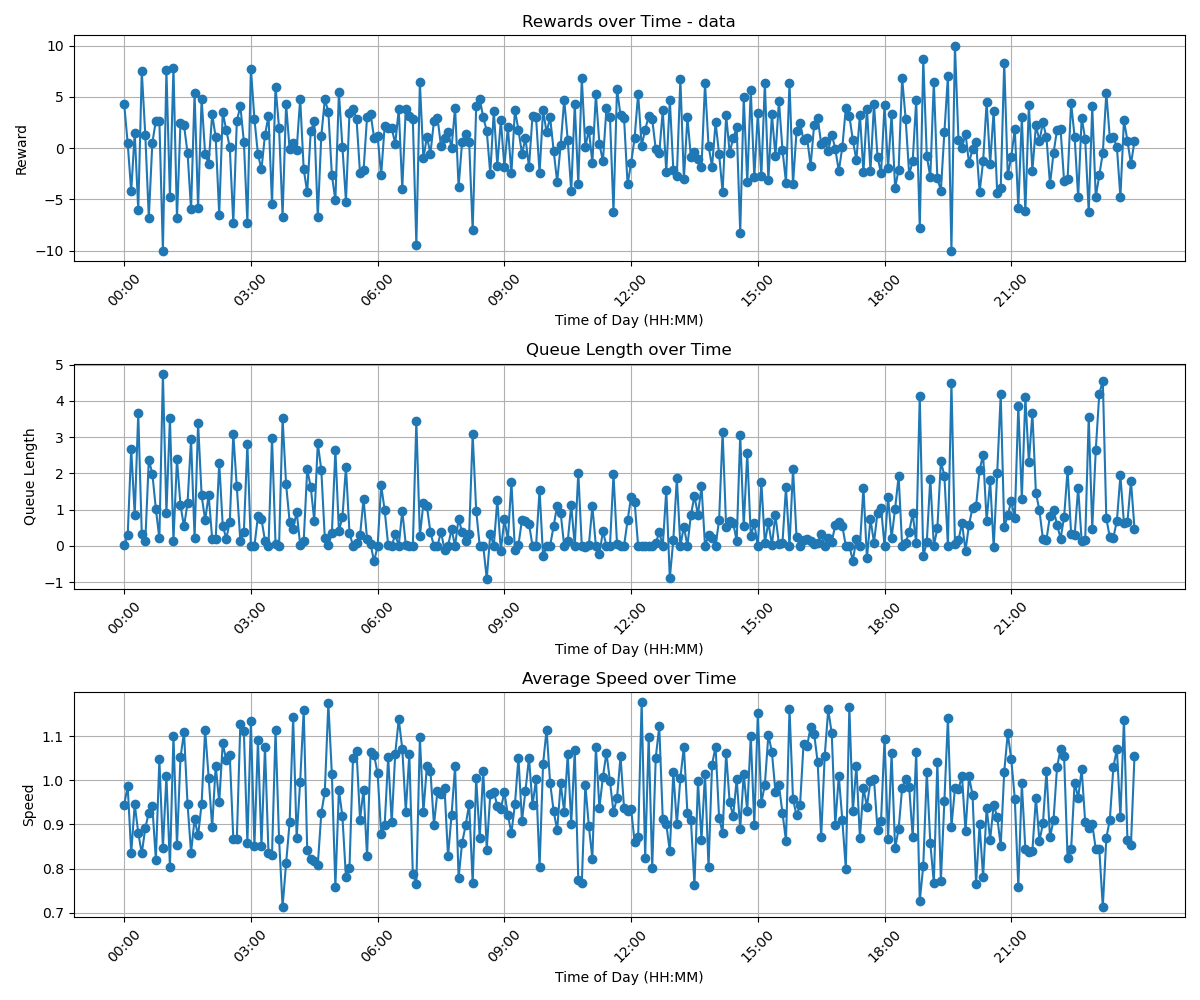 Rewards over Time - data
Reward
10
5
0
−5
−10
00:00 03:00 06:00 09:00 12:00 15:00 18:00 21:00
Time of Day (HH:MM)
Queue Length over Time
Queue Length
5
4
3
2
1
0
−1
00:00 03:00 06:00 09:00 12:00 15:00 18:00 21:00
Time of Day (HH:MM)
Average Speed over Time
Speed
1.1
1.0
0.9
0.8
0.7
00:00 03:00 06:00 09:00 12:00 15:00 18:00 21:00
Time of Day (HH:MM)